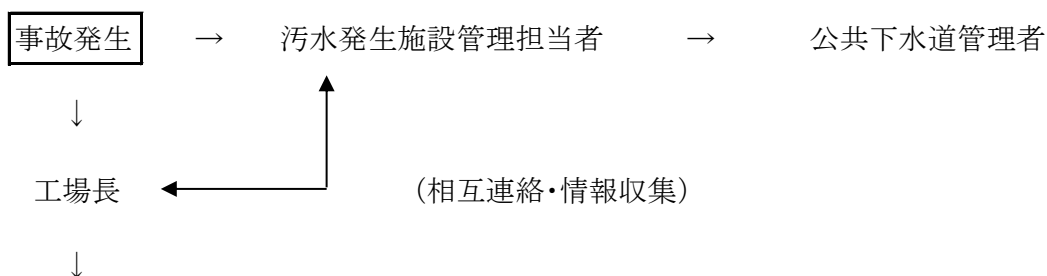 事故発生 → 汚水発生施設管理担当者 → 公共下水道管理者
↓
工場長 (相互連絡・情報収集)
↓